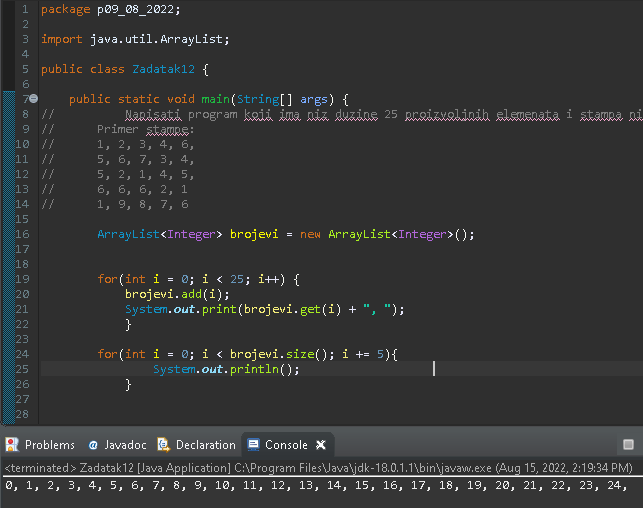 1 package p09_08_2022;
2
3 import java.util.ArrayList;
4
5 public class Zadatak12 {
6
7 public static void main(String[] args) {
8 // Napisati program koji ima niz duzine 25 proizvoljnih elemenata i stampa ni
9 // Primer stampe:
10 // 1, 2, 3, 4, 6,
11 // 5, 6, 7, 3, 4,
12 // 5, 2, 1, 4, 5,
13 // 6, 6, 6, 2, 1
14 // 1, 9, 8, 7, 6
15
16 ArrayList<Integer> brojevi = new ArrayList<Integer>();
17
18
19 for(int i = 0; i < 25; i++) {
20 brojevi.add(i);
21 System.out.print(brojevi.get(i) + ", ");
22 }
23
24 for(int i = 0; i < brojevi.size(); i += 5){
25 System.out.println();
26 }
27
28
Problems @ Javadoc Declaration Console
<terminated> Zadatak12 [Java Application] C:\Program Files\Java\jdk-18.0.1.1\bin\javaw.exe (Aug 15, 2022, 2:19:34 PM)
0, 1, 2, 3, 4, 5, 6, 7, 8, 9, 10, 11, 12, 13, 14, 15, 16, 17, 18, 19, 20, 21, 22, 23, 24,